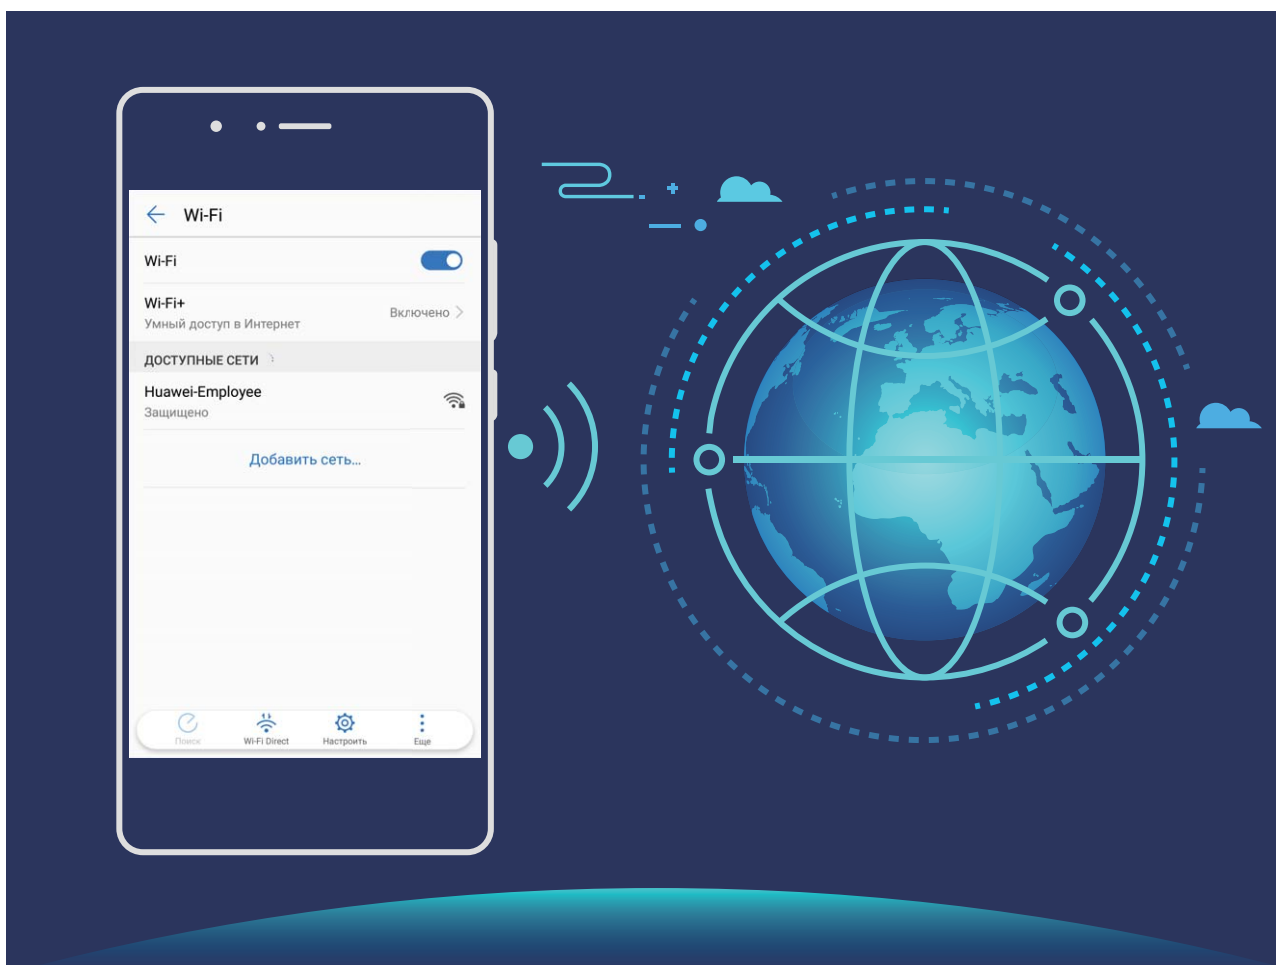 Wi-Fi
Wi-Fi
Wi-Fi+
Умный доступ в Интернет
Включено
ДОСТУПНЫЕ СЕТИ
Huawei-Employee
Защищено
Добавить сеть...
Поиск
Wi-Fi Direct
Настроить
Еще